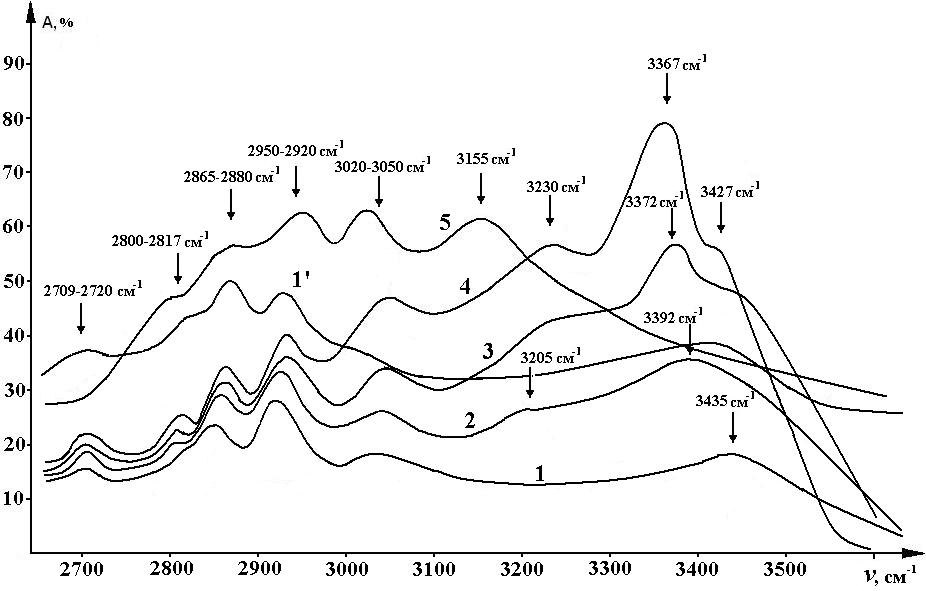 А, %
3367 см-1
90
80
2950-2920 см-1
3020-3050 см-1
3155 см-1
70
2865-2880 см-1
3230 см-1
3427 см-1
3372 см-1
60
5
2800-2817 см-1
50
2709-2720 см-1
1'
4
40
3392 см-1
3
3205 см-1
30
2
3435 см-1
20
1
10
2700
2800
2900
3000
3100
3200
3300
3400
3500
ν, см-1